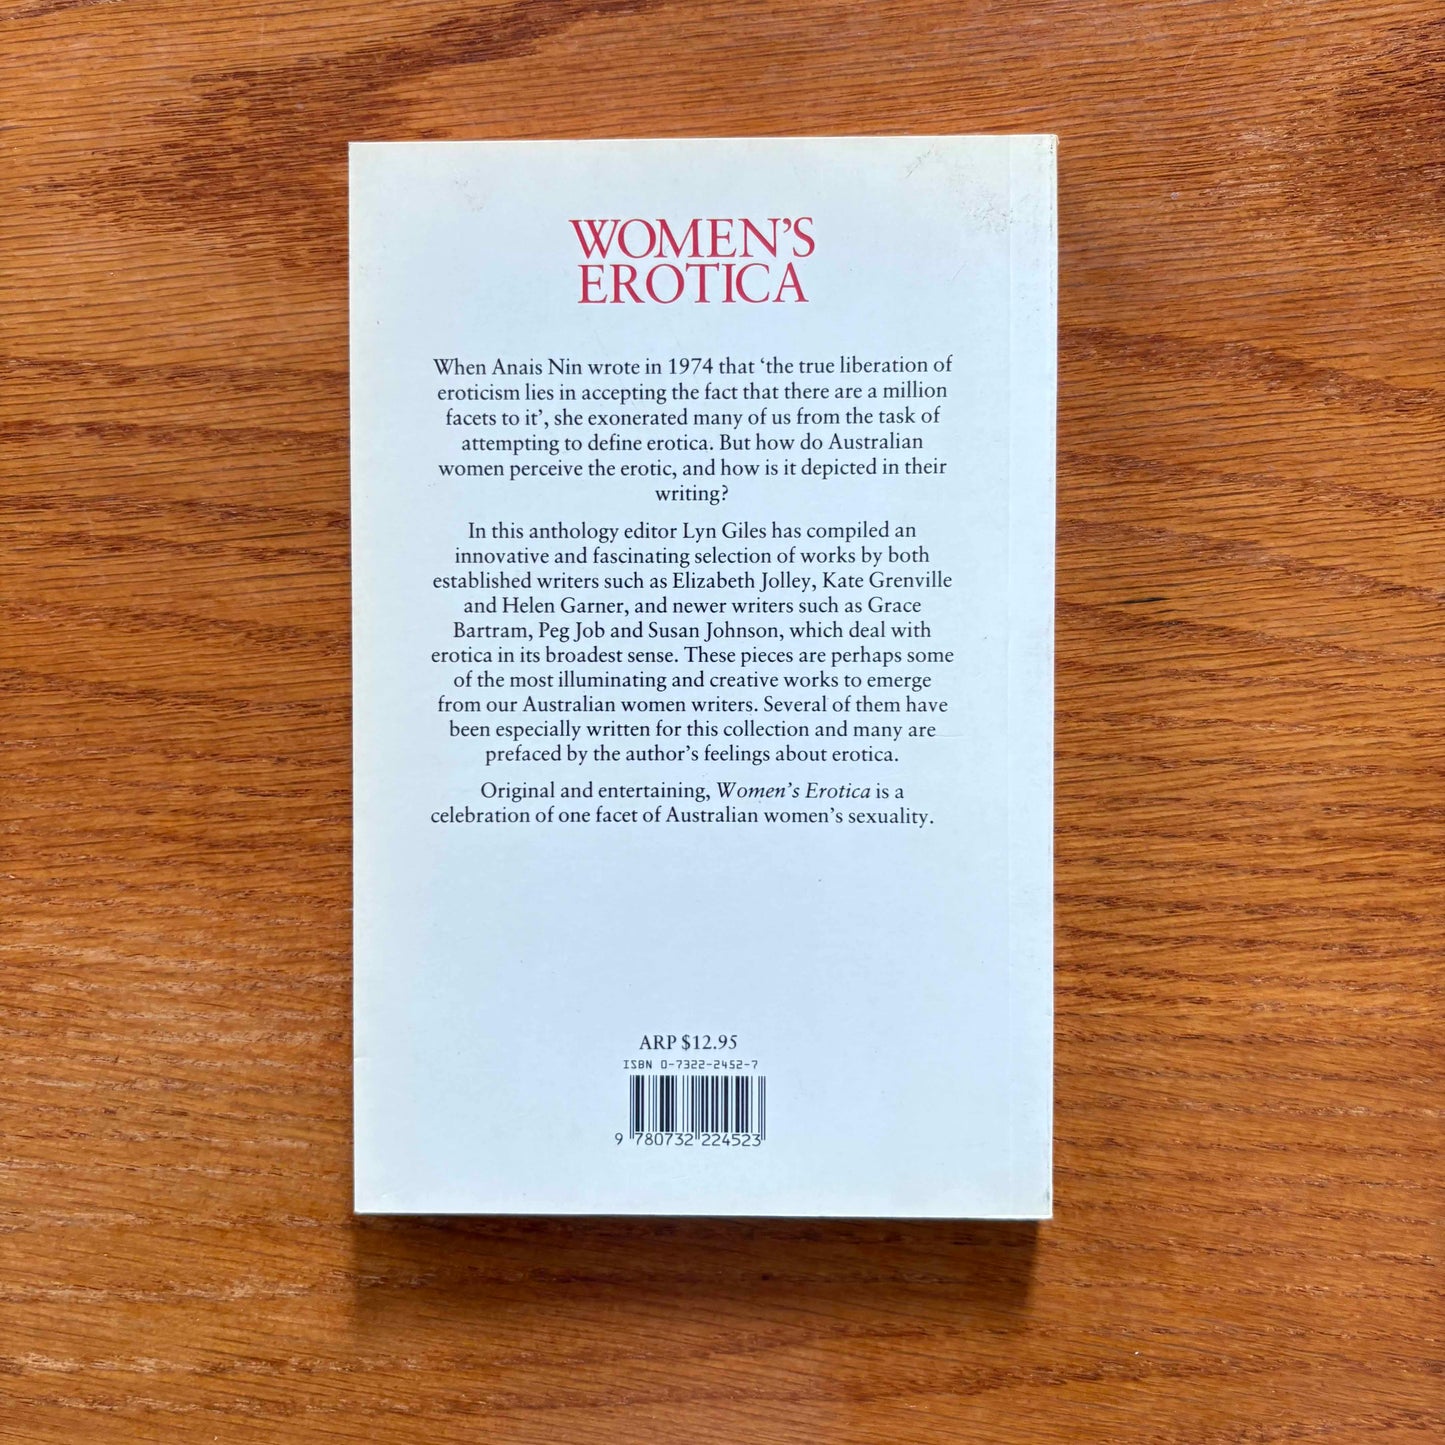 WOMEN'S
EROTICA
When Anais Nin wrote in 1974 that ‘the true liberation of
eroticism lies in accepting the fact that there are a million
facets to it’, she exonerated many of us from the task of
attempting to define erotica. But how do Australian
women perceive the erotic, and how is it depicted in their
writing?
In this anthology editor Lyn Giles has compiled an
innovative and fascinating selection of works by both
established writers such as Elizabeth Jolley, Kate Grenville
and Helen Garner, and newer writers such as Grace
Bartram, Peg Job and Susan Johnson, which deal with
erotica in its broadest sense. These pieces are perhaps some
of the most illuminating and creative works to emerge
from our Australian women writers. Several of them have
been especially written for this collection and many are
prefaced by the author’s feelings about erotica.
Original and entertaining, Women’s Erotica is a
celebration of one facet of Australian women’s sexuality.
ARP $12.95
ISBN 0-7322-2452-7
9 780732 224523